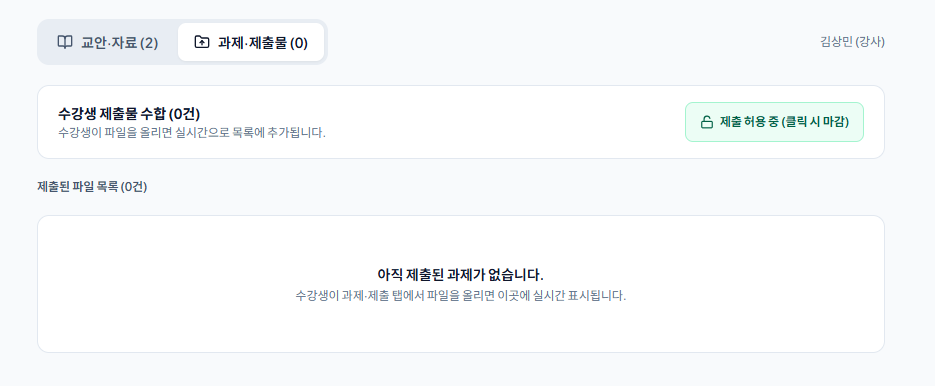 교안·자료 (2)
과제·제출물 (0)
김상민 (강사)
수강생 제출물 수합 (0건)
수강생이 파일을 올리면 실시간으로 목록에 추가됩니다.
제출 허용 중 (클릭 시 마감)
제출된 파일 목록 (0건)
아직 제출된 과제가 없습니다.
수강생이 과제·제출 탭에서 파일을 올리면 이곳에 실시간 표시됩니다.